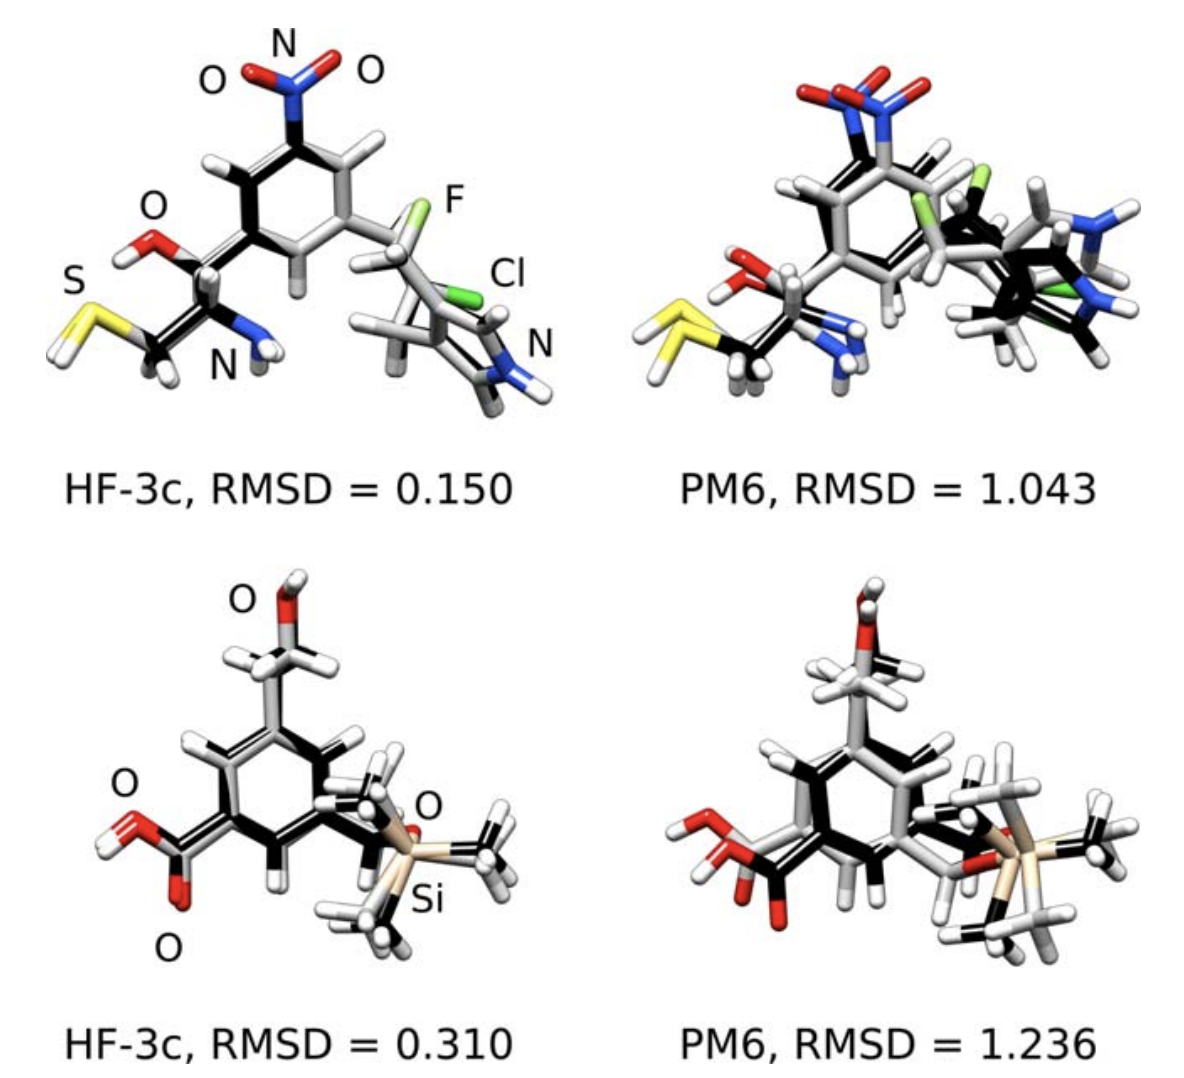 N
O O
O
F
S
Cl
N
N
HF-3c, RMSD = 0.150
PM6, RMSD = 1.043
O
O
O
Si
O
HF-3c, RMSD = 0.310
PM6, RMSD = 1.236